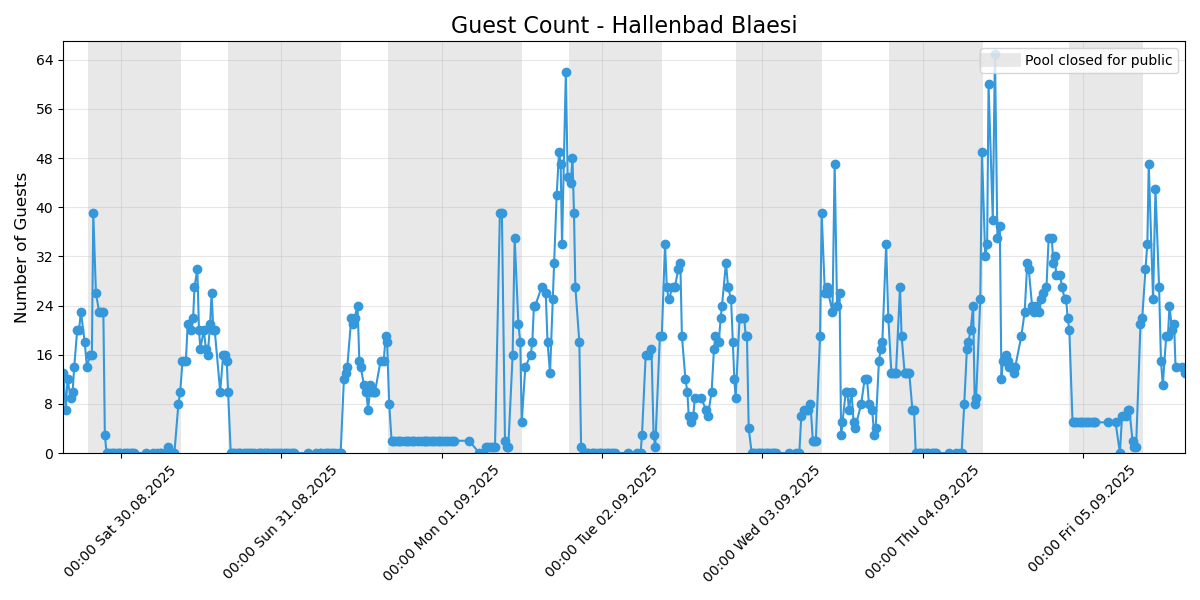 Guest Count - Hallenbad Blaesi
Pool closed for public
Number of Guests
64
56
48
40
32
24
16
8
0
00:00 Sat 30.08.2025
00:00 Sun 31.08.2025
00:00 Mon 01.09.2025
00:00 Tue 02.09.2025
00:00 Wed 03.09.2025
00:00 Thu 04.09.2025
00:00 Fri 05.09.2025